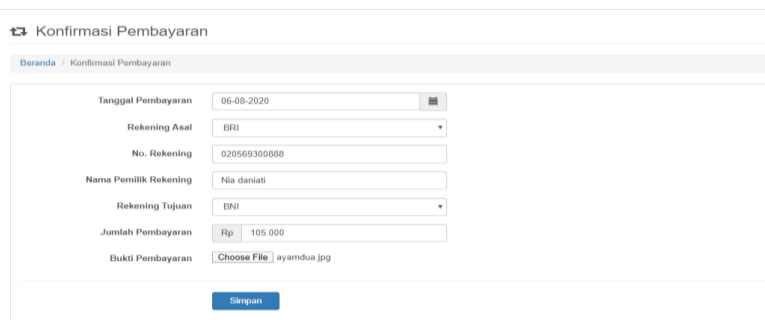 Konfirmasi Pembayaran
Beranda / Konfirmasi Pembayaran
Tanggal Pembayaran 06-08-2020
Rekening Asal BRI
No. Rekening 020569300888
Nama Pemilik Rekening Nia daniati
Rekening Tujuan BNI
Jumlah Pembayaran Rp 105.000
Bukti Pembayaran Choose File ayamdua.jpg
Simpan